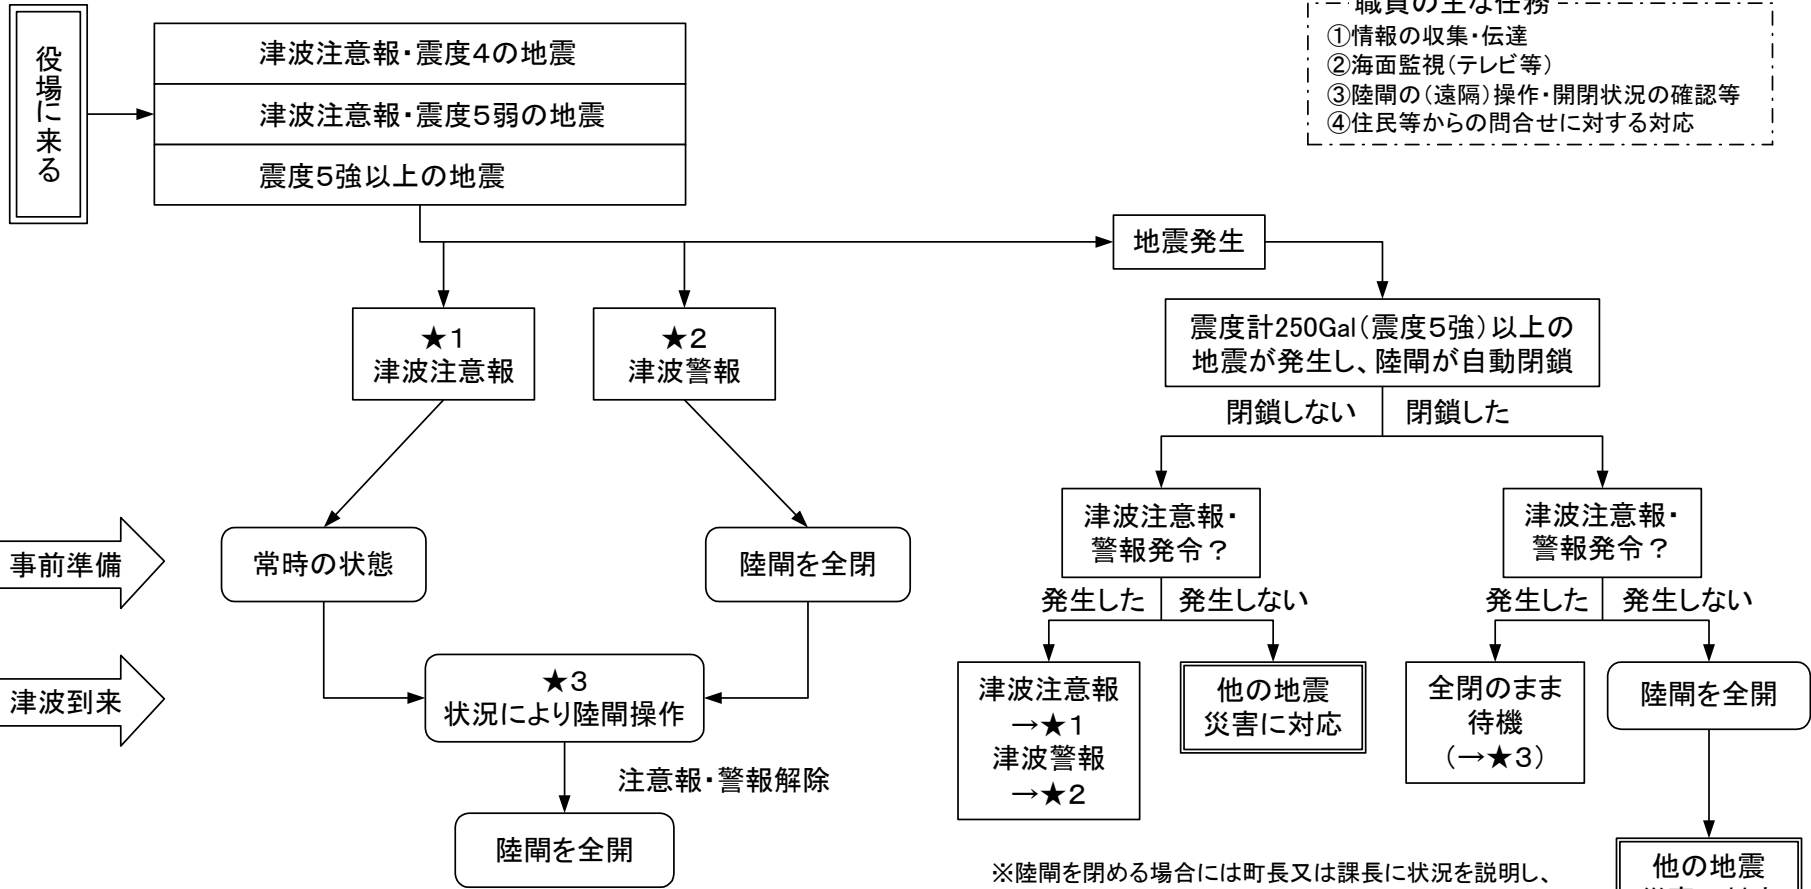 役場に来る
津波注意報・震度4の地震
津波注意報・震度5弱の地震
震度5強以上の地震
職員の主な任務
①情報の収集・伝達
②海面監視(テレビ等)
③陸閘の(遠隔)操作・開閉状況の確認等
④住民等からの問合せに対する対応
地震発生
★1
津波注意報
★2
津波警報
震度計250Gal(震度5強)以上の
地震が発生し、陸閘が自動閉鎖
閉鎖しない
閉鎖した
事前準備
常時の状態
陸閘を全閉
津波注意報・
警報発令?
津波注意報・
警報発令?
発生した
発生しない
発生した
発生しない
津波到来
★3
状況により陸閘操作
津波注意報
→★1
津波警報
→★2
他の地震
災害に対応
全閉のまま
待機
(→★3)
陸閘を全開
注意報・警報解除
陸閘を全開
※陸閘を閉める場合には町長又は課長に状況を説明し、
他の地震